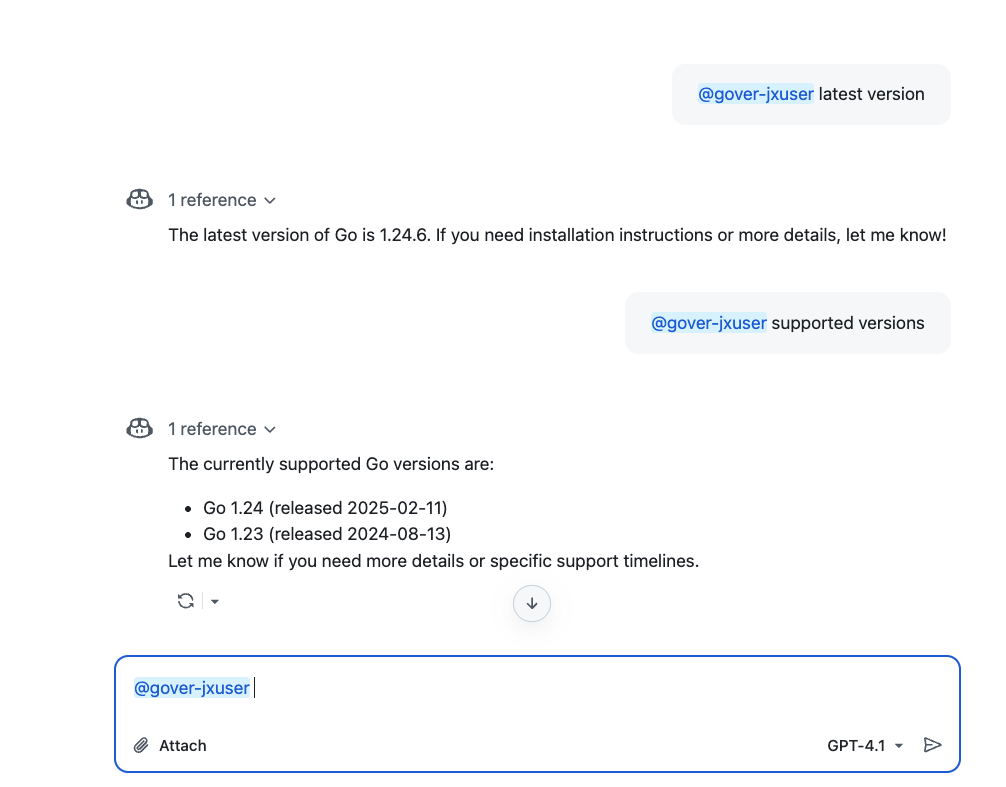 @gover-jxuser latest version
1 reference
The latest version of Go is 1.24.6. If you need installation instructions or more details, let me know!
@gover-jxuser supported versions
1 reference
The currently supported Go versions are:
• Go 1.24 (released 2025-02-11)
• Go 1.23 (released 2024-08-13)
Let me know if you need more details or specific support timelines.
@gover-jxuser
Attach
GPT-4.1